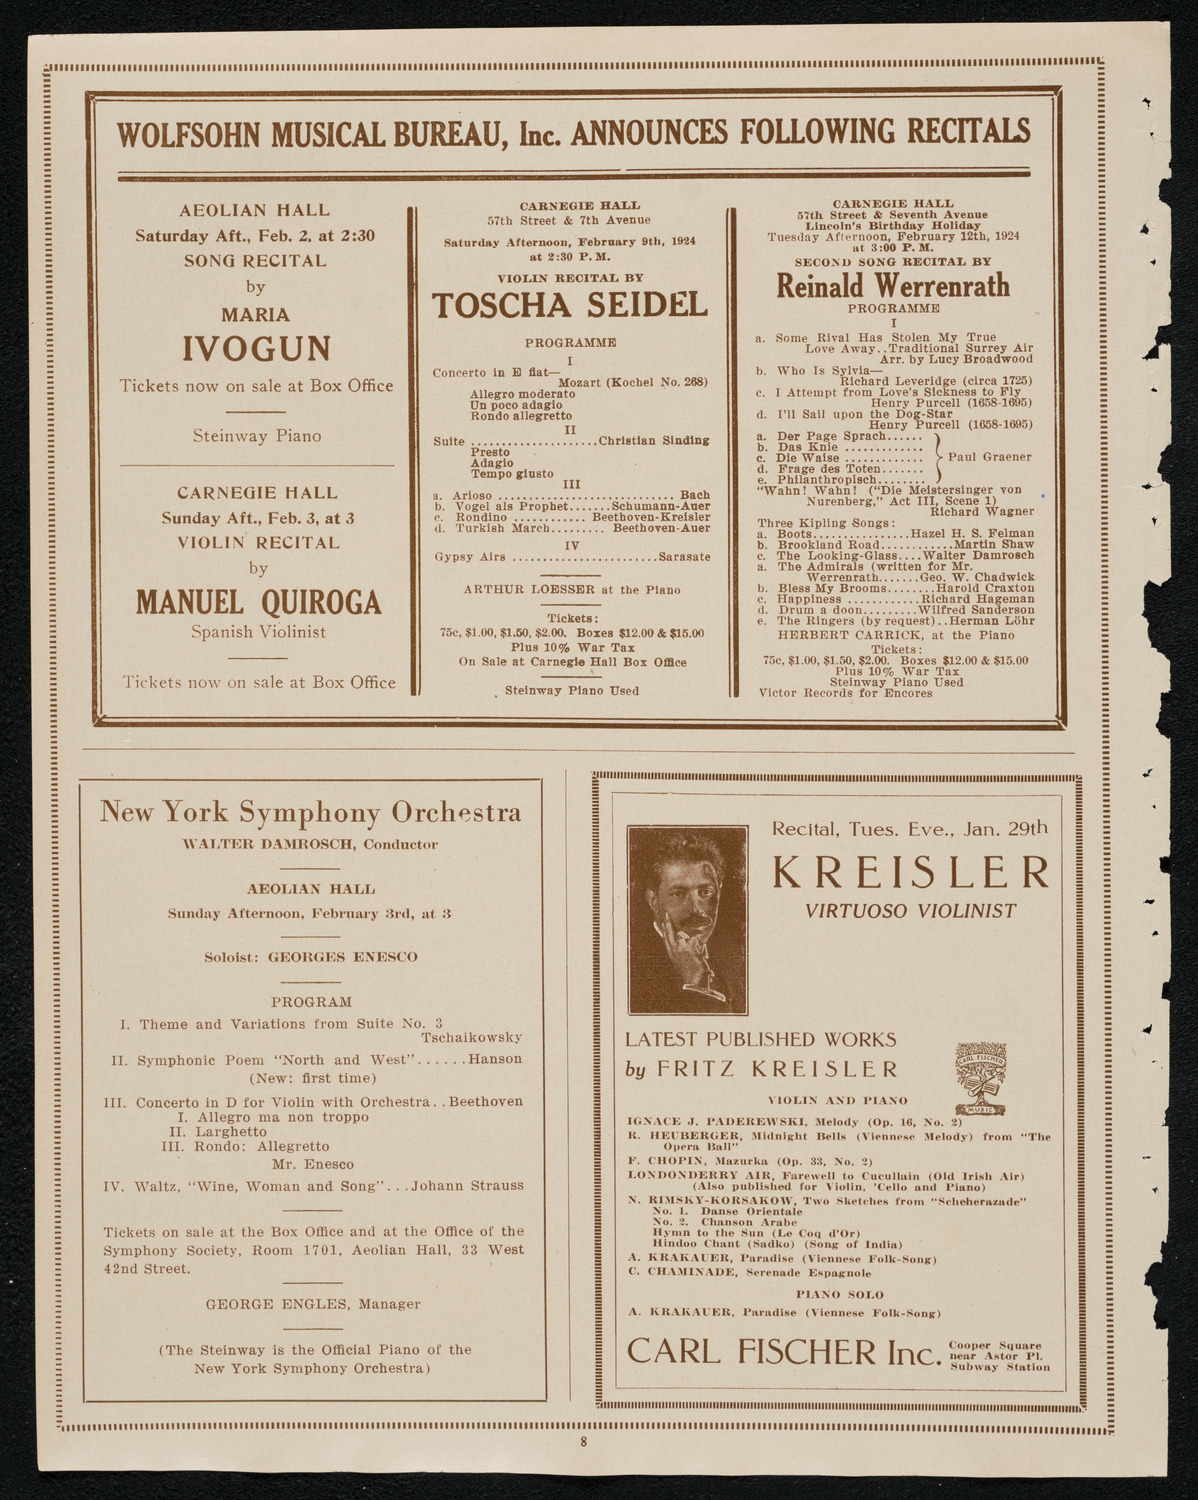 WOLFSOHN MUSICAL BUREAU, Inc. ANNOUNCES FOLLOWING RECITALS
AEOLIAN HALL
Saturday Aft., Feb. 2, at 2:30
SONG RECITAL
by
MARIA
IVOGUN
Tickets now on sale at Box Office
Steinway Piano
CARNEGIE HALL
Sunday Aft., Feb. 3, at 3
VIOLIN RECITAL
by
MANUEL QUIROGA
Spanish Violinist
Tickets now on sale at Box Office
CARNEGIE HALL
57th Street & 7th Avenue
Saturday Afternoon, February 9th, 1924
at 2:30 P. M.
VIOLIN RECITAL BY
TOSCHA SEIDEL
PROGRAMME
I
Concerto in E flat—
Mozart (Kochel No. 268)
Allegro moderato
Un poco adagio
Rondo allegretto
II
Suite ....................Christian Sinding
Presto
Adagio
Tempo giusto
III
a. Arioso ............................ Bach
b. Vogel als Prophet.......Schumann-Auer
c. Rondino ............ Beethoven-Kreisler
d. Turkish March......... Beethoven-Auer
IV
Gypsy Airs .......................Sarasate
ARTHUR LOESSER at the Piano
Tickets:
75c, $1.00, $1.50, $2.00. Boxes $12.00 & $15.00
Plus 10% War Tax
On Sale at Carnegie Hall Box Office
Steinway Piano Used
CARNEGIE HALL
57th Street & Seventh Avenue
Lincoln's Birthday Holiday
Tuesday Afternoon, February 12th, 1924
at 3:00 P. M.
SECOND SONG RECITAL BY
Reinald Werrenrath
PROGRAMME
I
a. Some Rival Has Stolen My True
Love Away..Traditional Surrey Air
Arr. by Lucy Broadwood
b. Who Is Sylvia—
Richard Leveridge (circa 1725)
c. I Attempt from Love's Sickness to Fly
Henry Purcell (1658-1695)
d. I'll Sail upon the Dog-Star
Henry Purcell (1658-1695)
a. Der Page Sprach......
b. Das Knie ............
c. Die Waise ............ Paul Graener
d. Frage des Toten.......
e. Philanthropisch........
"Wahn! Wahn! ("Die Meistersinger von
Nurenberg," Act III, Scene 1)
Richard Wagner
Three Kipling Songs:
a. Boots...............Hazel H. S. Felman
b. Brookland Road...........Martin Shaw
c. The Looking-Glass....Walter Damrosch
a. The Admirals (written for Mr.
Werrenrath.......Geo. W. Chadwick
b. Bless My Brooms........Harold Craxton
c. Happiness ...........Richard Hageman
d. Drum a doon.........Wilfred Sanderson
e. The Ringers (by request)..Herman Löhr
HERBERT CARRICK, at the Piano
Tickets:
75c, $1.00, $1.50, $2.00. Boxes $12.00 & $15.00
Plus 10% War Tax
Steinway Piano Used
Victor Records for Encores
New York Symphony Orchestra
WALTER DAMROSCH, Conductor
AEOLIAN HALL
Sunday Afternoon, February 3rd, at 3
Soloist: GEORGES ENESCO
PROGRAM
I. Theme and Variations from Suite No. 3
Tschaikowsky
II. Symphonic Poem "North and West"......Hanson
(New: first time)
III. Concerto in D for Violin with Orchestra..Beethoven
I. Allegro ma non troppo
II. Larghetto
III. Rondo: Allegretto
Mr. Enesco
IV. Waltz, "Wine, Woman and Song"...Johann Strauss
Tickets on sale at the Box Office and at the Office of the
Symphony Society, Room 1701, Aeolian Hall, 33 West
42nd Street.
GEORGE ENGLES, Manager
(The Steinway is the Official Piano of the
New York Symphony Orchestra)
Recital, Tues. Eve., Jan. 29th
KREISLER
VIRTUOSO VIOLINIST
LATEST PUBLISHED WORKS
by FRITZ KREISLER
CARL FISCHER
MUSIC
VIOLIN AND PIANO
IGNACE J. PADEREWSKI, Melody (Op. 16, No. 2)
R. HEUBERGER, Midnight Bells (Viennese Melody) from "The
Opera Ball"
F. CHOPIN, Mazurka (Op. 33, No. 2)
LONDONDERRY AIR, Farewell to Cucullain (Old Irish Air)
(Also published for Violin, 'Cello and Piano)
N. RIMSKY-KORSAKOW, Two Sketches from "Scheherazade"
No. 1. Danse Orientale
No. 2. Chanson Arabe
Hymn to the Sun (Le Coq d'Or)
Hindoo Chant (Sadko) (Song of India)
A. KRAKAUER, Paradise (Viennese Folk-Song)
C. CHAMINADE, Serenade Espagnole
PIANO SOLO
A. KRAKAUER, Paradise (Viennese Folk-Song)
CARL FISCHER Inc.
Cooper Square
near Astor Pl.
Subway Station
8